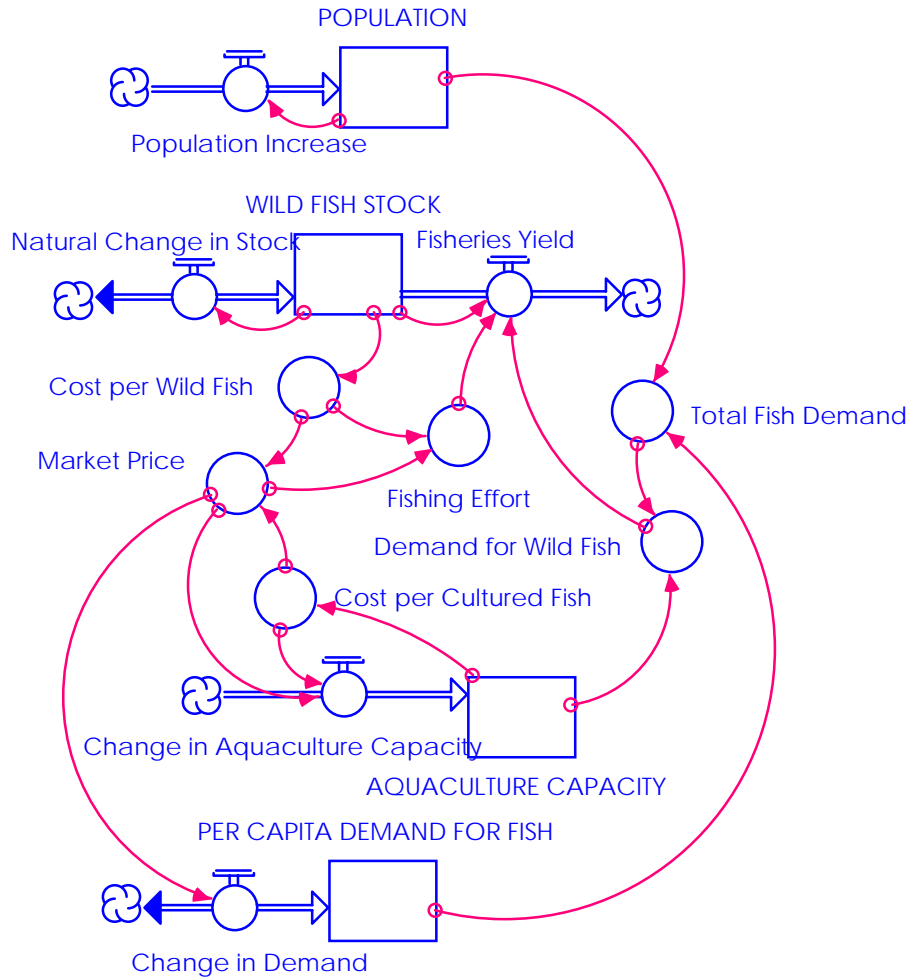 POPULATION
Population Increase
WILD FISH STOCK
Natural Change in Stock
Fisheries Yield
Cost per Wild Fish
Total Fish Demand
Market Price
Fishing Effort
Demand for Wild Fish
Cost per Cultured Fish
Change in Aquaculture Capacity
AQUACULTURE CAPACITY
PER CAPITA DEMAND FOR FISH
Change in Demand